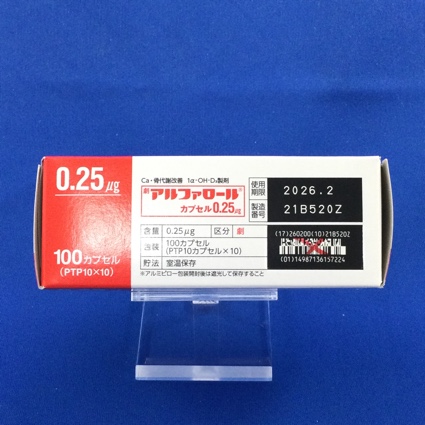 0.25μg
100カプセル
(PTP10×10)
Ca・骨代謝改善 1α-OH-D₃製剤
劇 アルファロール®
カプセル0.25μg
含量 0.25μg 区分 劇
包装 100カプセル
(PTP10カプセル×10)
貯法 室温保存
※アルミピロー包装開封後は遮光して保存すること
使用期限 2026.2
製造番号 21B520Z
(17)260200(10)21B520Z
(01)14987136157224